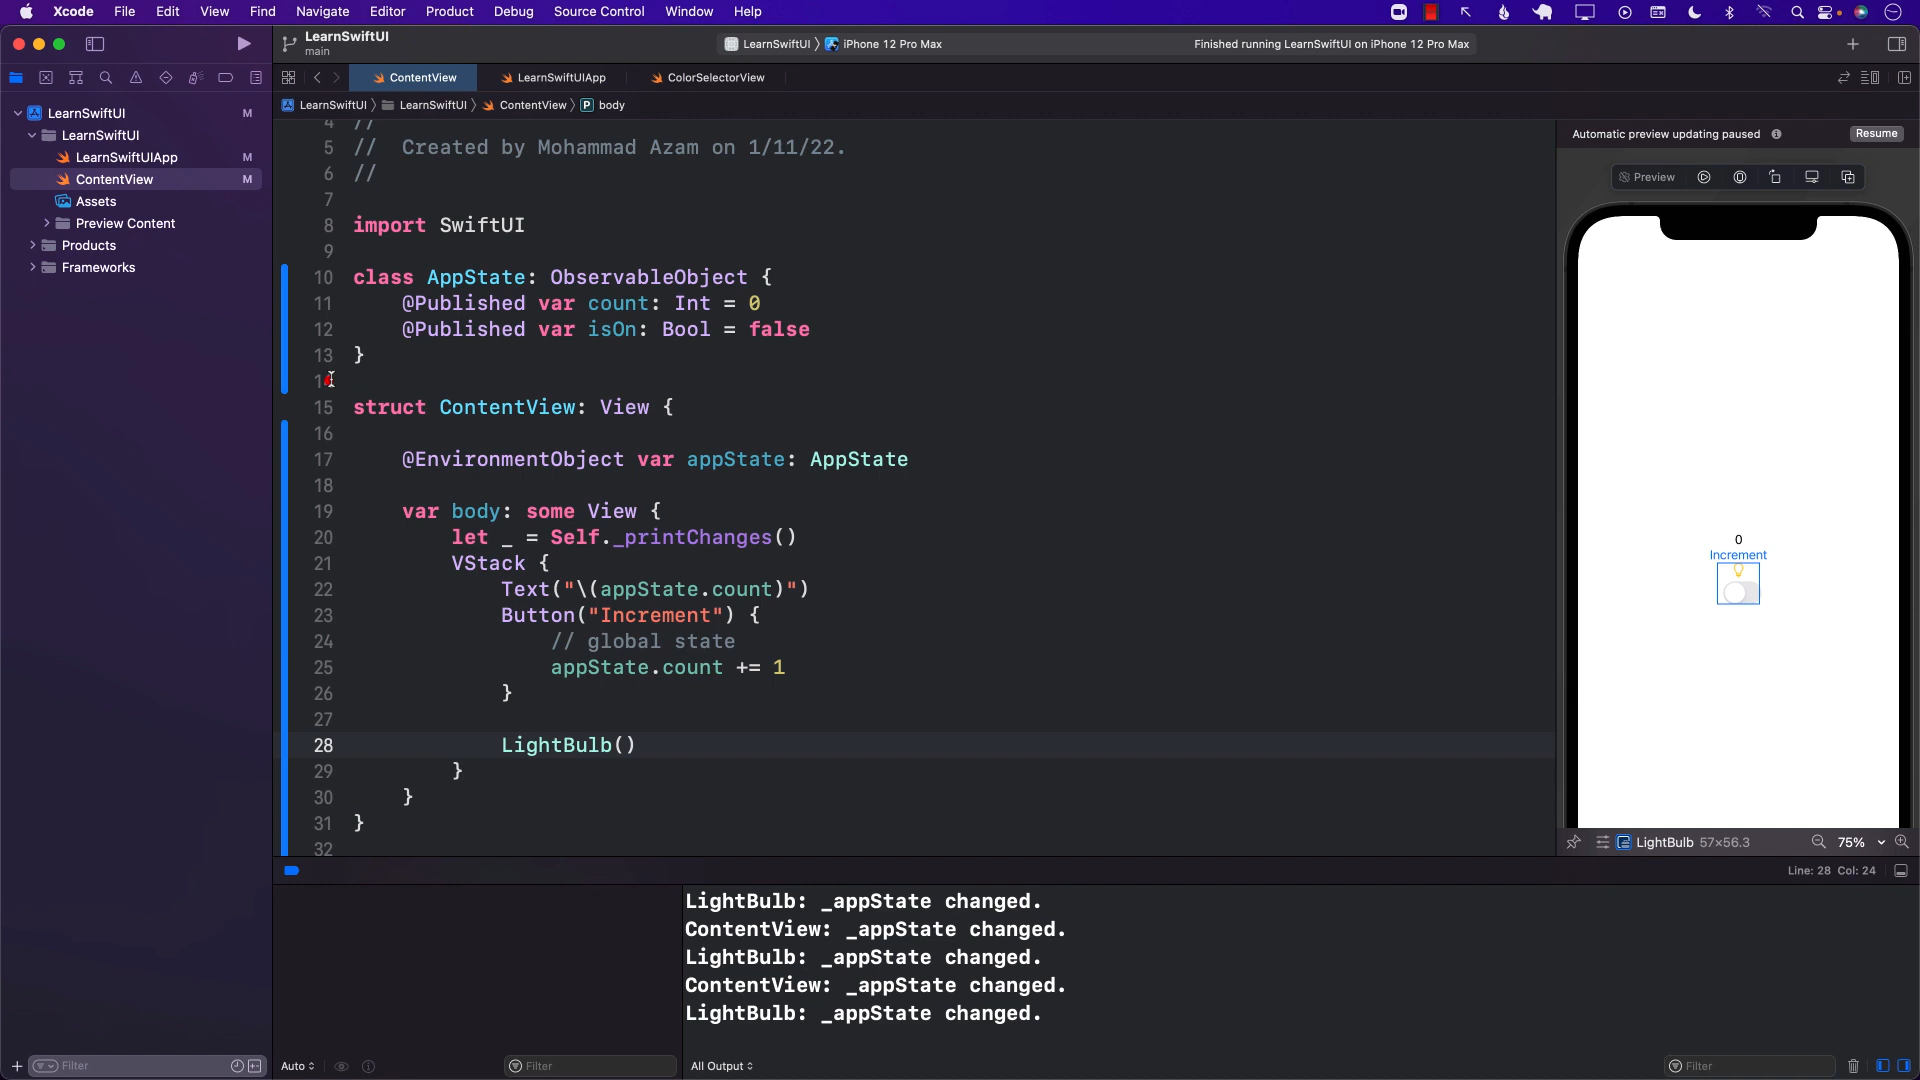 Xcode File Edit View Find Navigate Editor Product Debug Source Control Window Help
LearnSwiftUI
main
LearnSwiftUI iPhone 12 Pro Max
Finished running LearnSwiftUI on iPhone 12 Pro Max
ContentView LearnSwiftUIApp ColorSelectorView
LearnSwiftUI LearnSwiftUI ContentView P body
LearnSwiftUI M
LearnSwiftUI
LearnSwiftUIApp M
ContentView M
Assets
Preview Content
Products
Frameworks
4 //
5 // Created by Mohammad Azam on 1/11/22.
6 //
7
8 import SwiftUI
9
10 class AppState: ObservableObject {
11 @Published var count: Int = 0
12 @Published var isOn: Bool = false
13 }
14
15 struct ContentView: View {
16
17 @EnvironmentObject var appState: AppState
18
19 var body: some View {
20 let _ = Self._printChanges()
21 VStack {
22 Text("\(appState.count)")
23 Button("Increment") {
24 // global state
25 appState.count += 1
26 }
27
28 LightBulb()
29 }
30 }
31 }
32
Automatic preview updating paused Resume
Preview
0
Increment
LightBulb 57×56.3 75%
Line: 28 Col: 24
LightBulb: _appState changed.
ContentView: _appState changed.
LightBulb: _appState changed.
ContentView: _appState changed.
LightBulb: _appState changed.
Filter Auto Filter All Output Filter